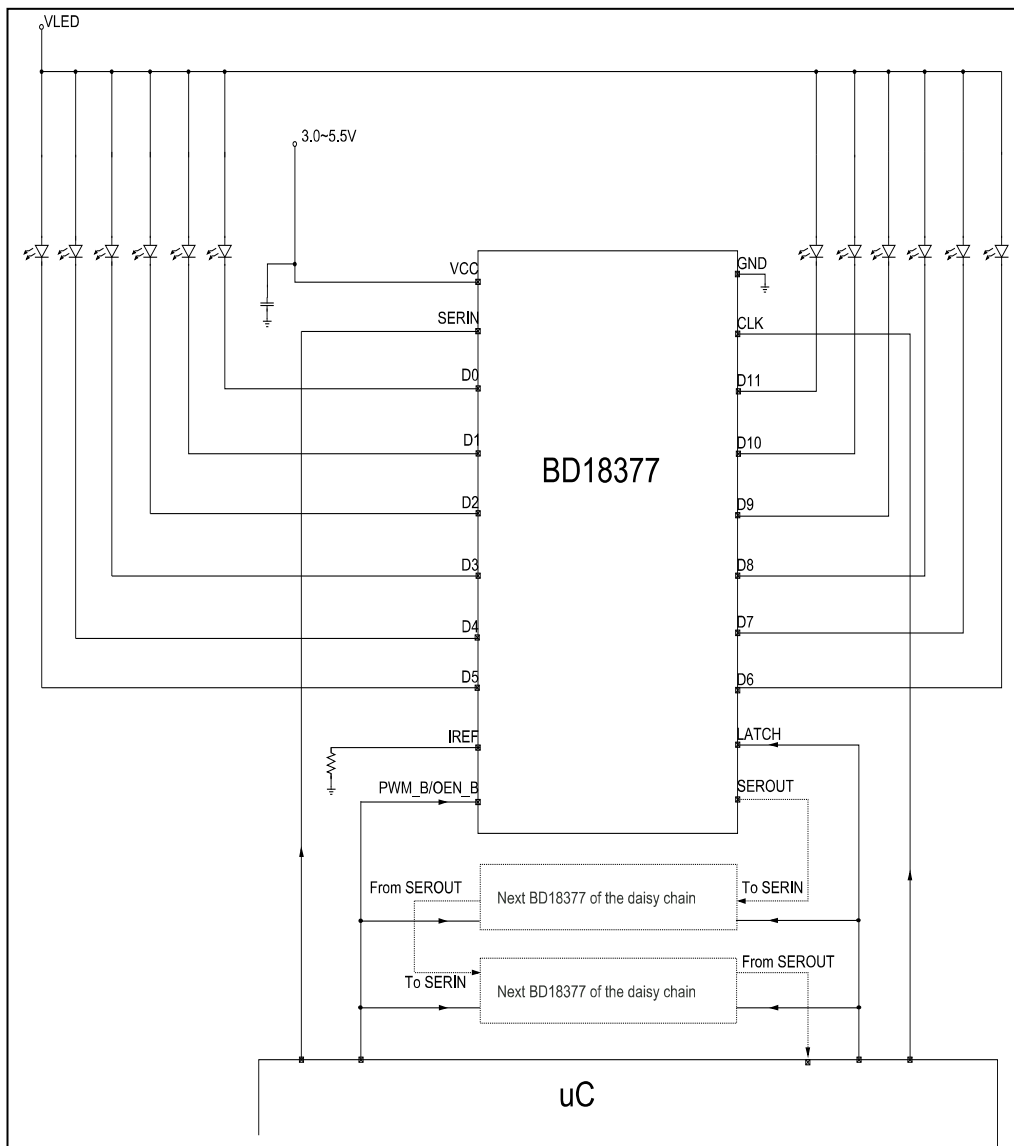 VLED
3.0~5.5V
VCC
GND
SERIN
CLK
D0
D11
D1
D10
BD18377
D2
D9
D3
D8
D4
D7
D5
D6
IREF
LATCH
PWM_B/OEN_B
SEROUT
From SEROUT
Next BD18377 of the daisy chain
To SERIN
To SERIN
Next BD18377 of the daisy chain
From SEROUT
uC